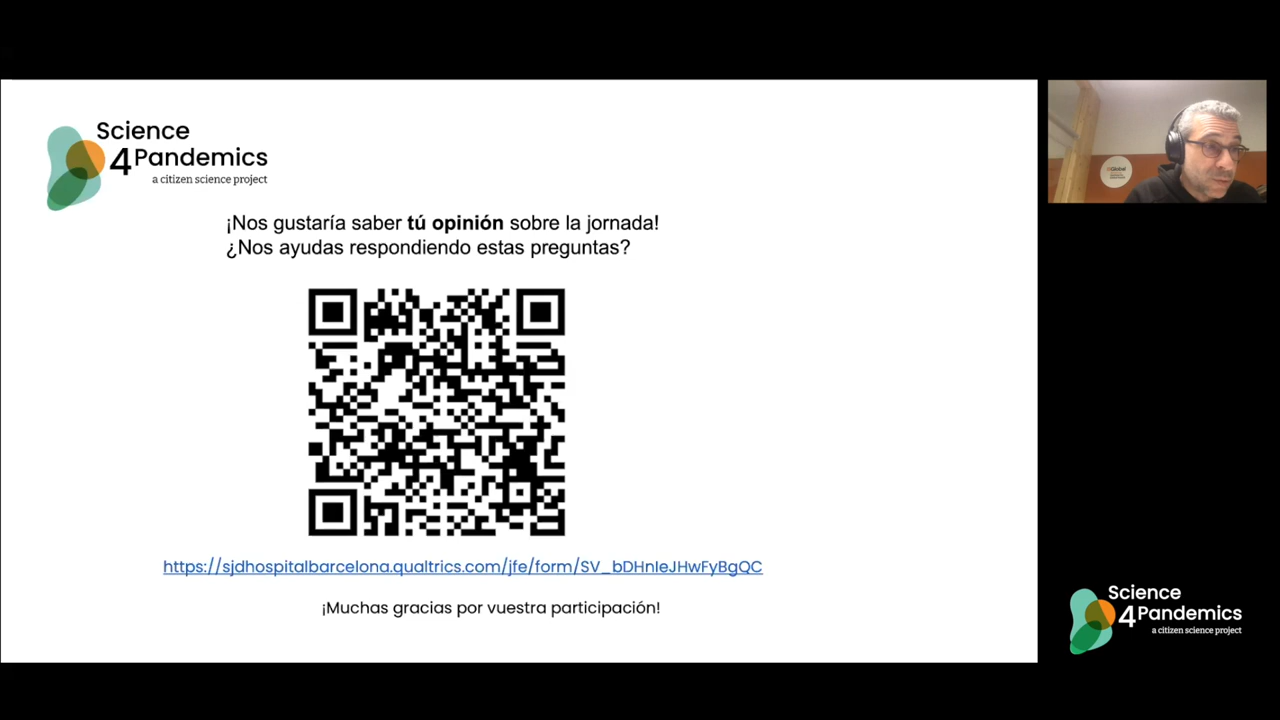 Science
4Pandemics
a citizen science project
¡Nos gustaría saber tú opinión sobre la jornada!
¿Nos ayudas respondiendo estas preguntas?
https://sjdhospitalbarcelona.qualtrics.com/jfe/form/SV_bDHnIeJHwFyBgQC
¡Muchas gracias por vuestra participación!
ISGlobal
Science
4Pandemics
a citizen science project